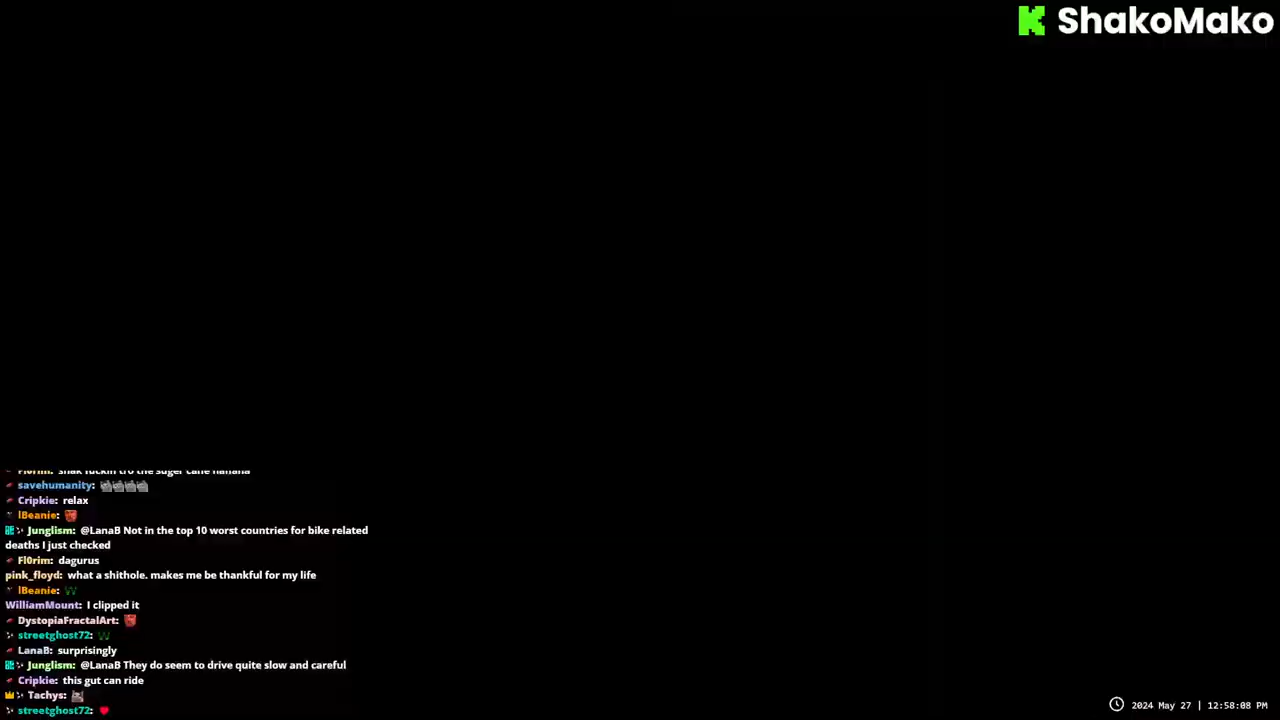 ShakoMako
savehumanity:
Cripkie: relax
lBeanie:
Junglism: @LanaB Not in the top 10 worst countries for bike related
deaths I just checked
Fl0rim: dagurus
pink_floyd: what a shithole. makes me be thankful for my life
lBeanie: W
WilliamMount: I clipped it
DystopiaFractalArt:
streetghost72: W
LanaB: surprisingly
Junglism: @LanaB They do seem to drive quite slow and careful
Cripkie: this gut can ride
Tachys:
streetghost72:
2024 May 27 | 12:58:08 PM